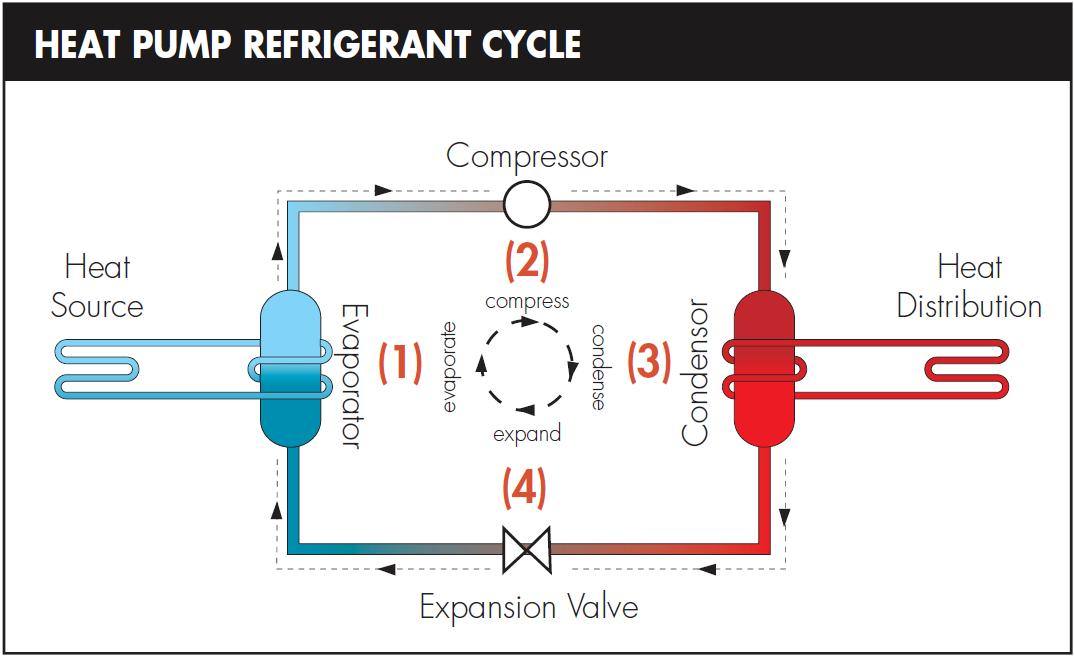 HEAT PUMP REFRIGERANT CYCLE
Compressor
Heat
Source
Heat
Distribution
(2)
compress
Evaporator
(1)
evaporate
condense
(3)
Condensor
expand
(4)
Expansion Valve